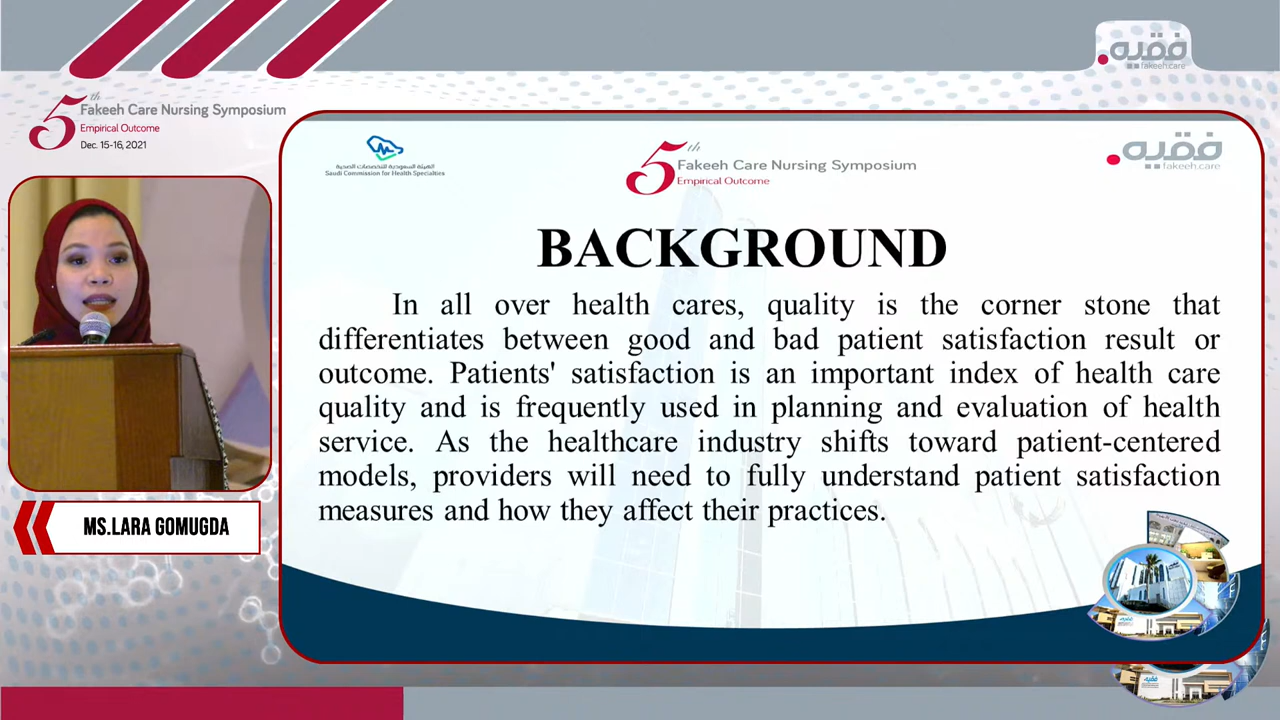 فقيه
fakeeh.care
5th
Fakeeh Care Nursing Symposium
Empirical Outcome
Dec. 15-16, 2021
الهيئة السعودية للتخصصات الصحية
Saudi Commission for Health Specialties
5th
Fakeeh Care Nursing Symposium
Empirical Outcome
فقيه
fakeeh.care
BACKGROUND
In all over health cares, quality is the corner stone that
differentiates between good and bad patient satisfaction result or
outcome. Patients' satisfaction is an important index of health care
quality and is frequently used in planning and evaluation of health
service. As the healthcare industry shifts toward patient-centered
models, providers will need to fully understand patient satisfaction
measures and how they affect their practices.
MS.LARA GOMUGDA
فقيه